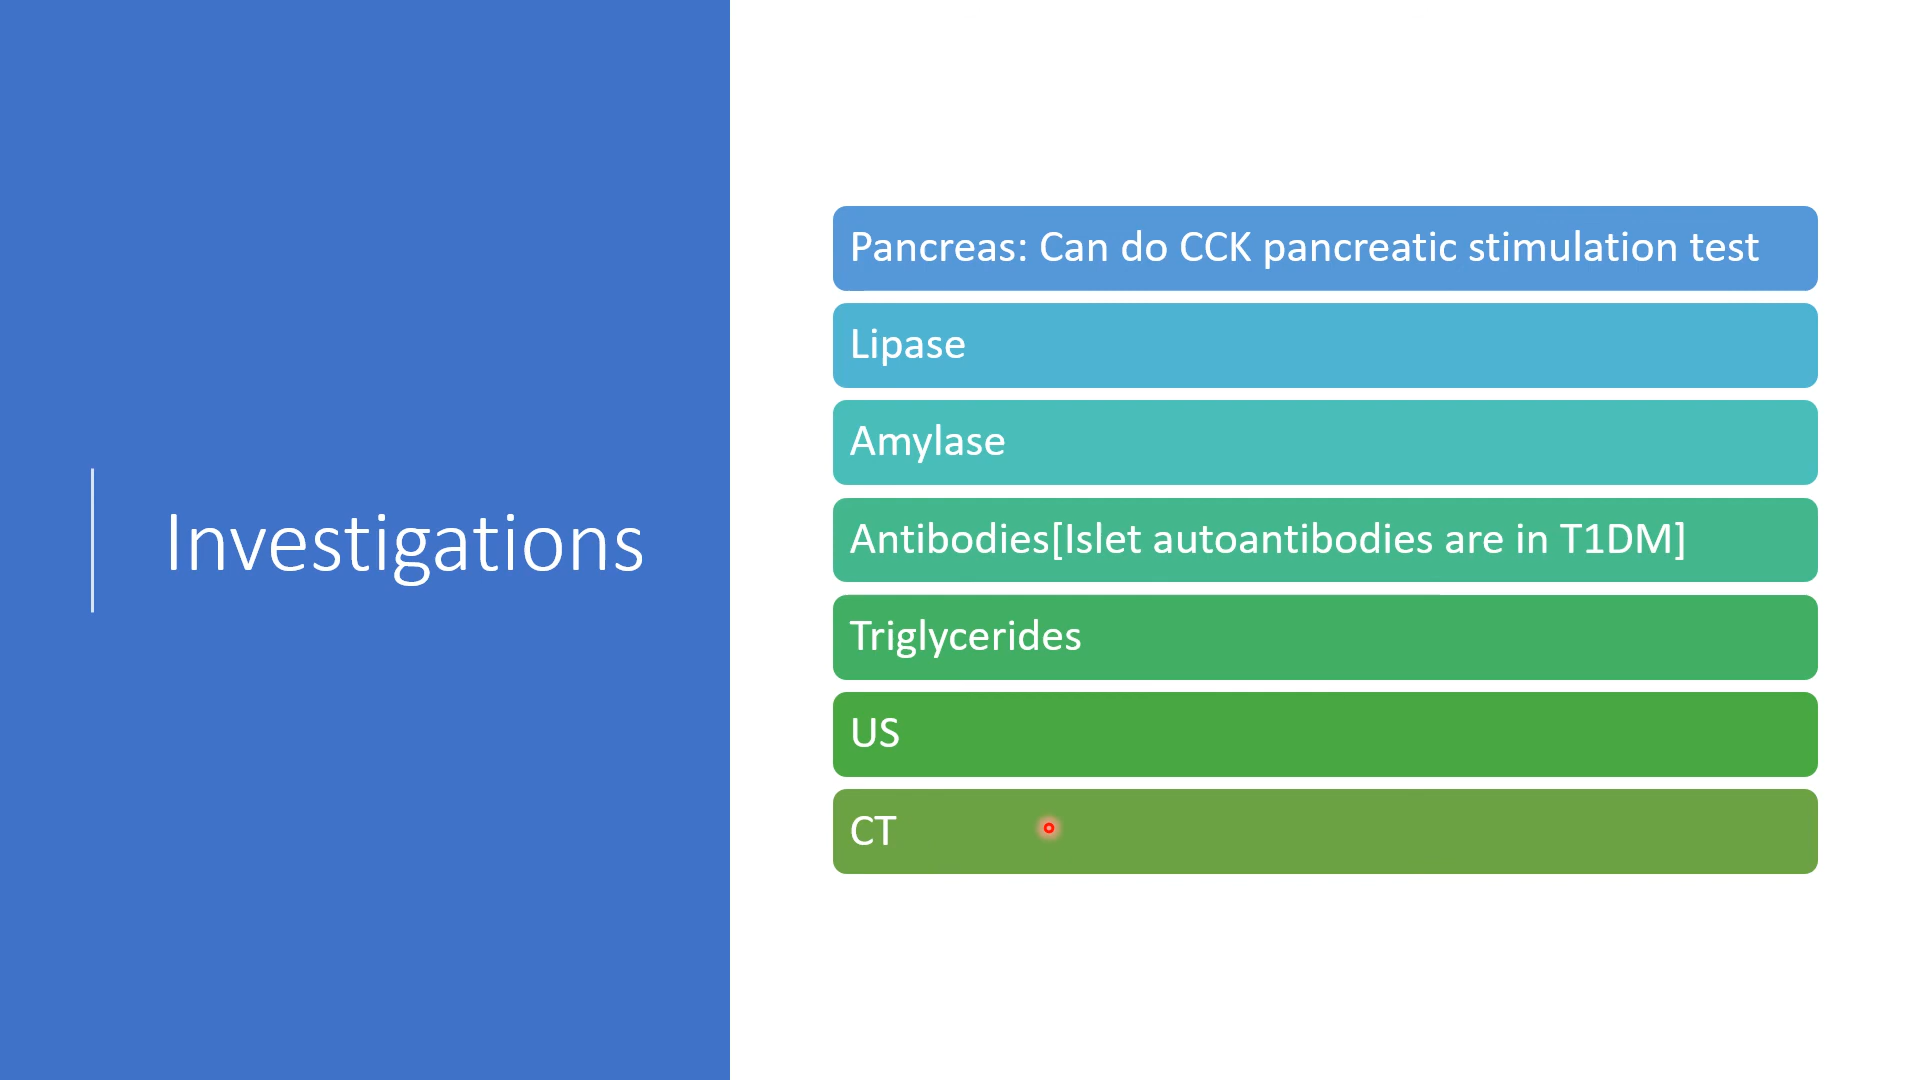 Investigations
Pancreas: Can do CCK pancreatic stimulation test
Lipase
Amylase
Antibodies[Islet autoantibodies are in T1DM]
Triglycerides
US
CT